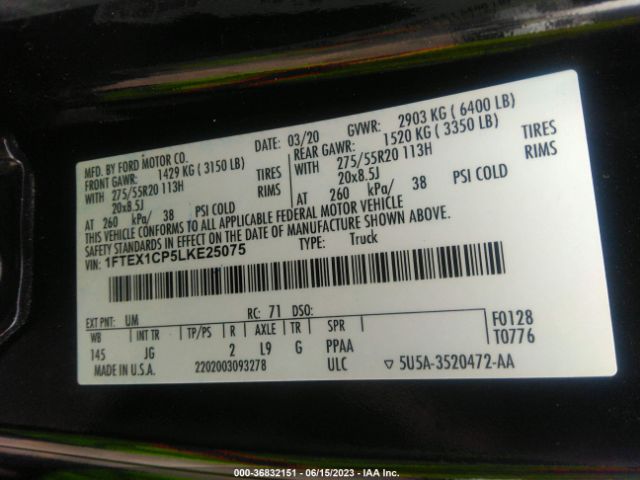 MFD. BY FORD MOTOR CO.
DATE: 03/20 GVWR: 2903 KG ( 6400 LB)
FRONT GAWR: 1429 KG ( 3150 LB)
REAR GAWR: 1520 KG ( 3350 LB)
WITH 275/55R20 113H TIRES
WITH 275/55R20 113H TIRES
20x8.5J RIMS
20x8.5J RIMS
AT 260 kPa/ 38 PSI COLD
AT 260 kPa/ 38 PSI COLD
THIS VEHICLE CONFORMS TO ALL APPLICABLE FEDERAL MOTOR VEHICLE
SAFETY STANDARDS IN EFFECT ON THE DATE OF MANUFACTURE SHOWN ABOVE.
VIN: 1FTEX1CP5LKE25075 TYPE: Truck
EXT PNT: UM RC: 71 DSO:
WB INT TR TP/PS R AXLE TR SPR
145 JG 2 L9 G PPAA
F0128
T0776
MADE IN U.S.A. 2202003093278 ULC ▽ 5U5A-3520472-AA
000-36832151 - 06/15/2023 - IAA Inc.